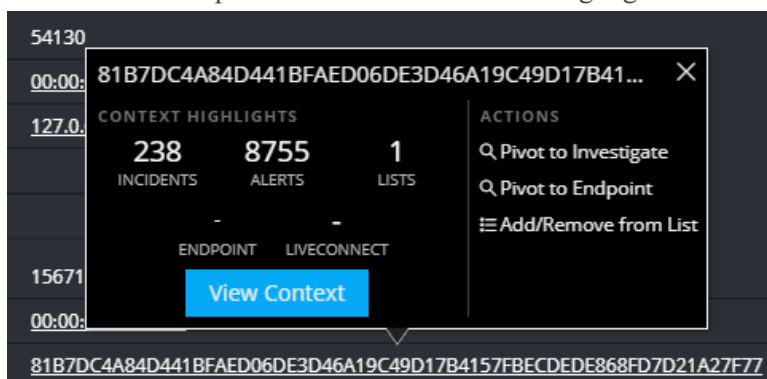 54130
81B7DC4A84D441BFAED06DE3D46A19C49D17B41... ×
00:00:
CONTEXT HIGHLIGHTS
ACTIONS
127.0.
238 8755 1
INCIDENTS ALERTS LISTS
Pivot to Investigate
Pivot to Endpoint
- -
ENDPOINT LIVECONNECT
Add/Remove from List
15671
View Context
00:00:
81B7DC4A84D441BFAED06DE3D46A19C49D17B4157FBECDEDE868FD7D21A27F77